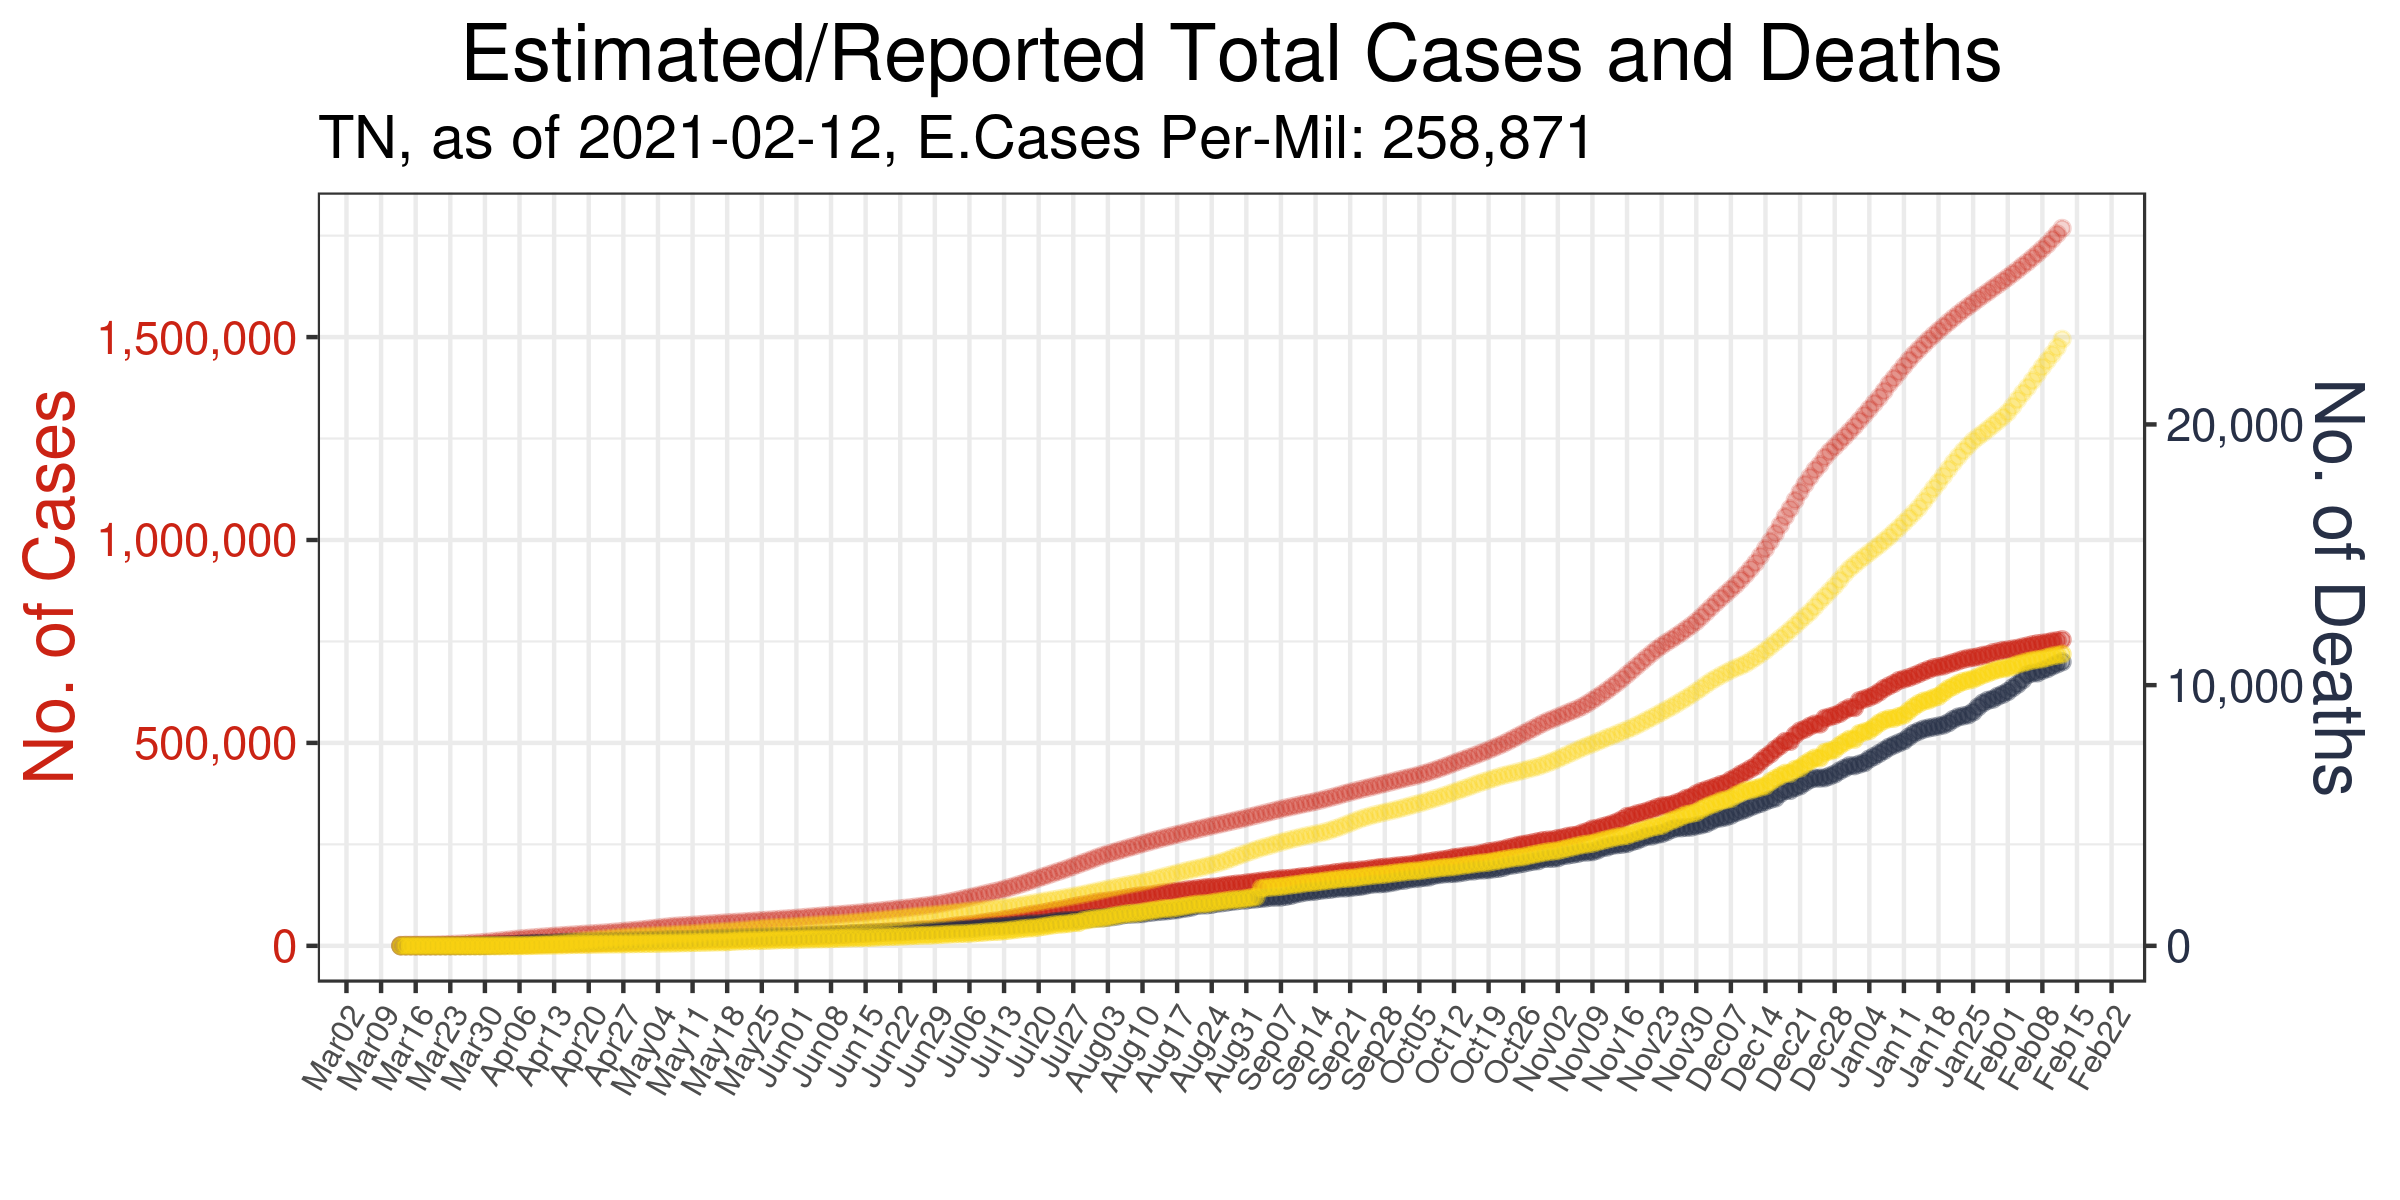 Estimated/Reported Total Cases and Deaths
TN, as of 2021-02-12, E.Cases Per-Mil: 258,871
No. of Cases
1,500,000
1,000,000
500,000
0
20,000
10,000
0
No. of Deaths
Mar02
Mar09
Mar16
Mar23
Mar30
Apr06
Apr13
Apr20
Apr27
May04
May11
May18
May25
Jun01
Jun08
Jun15
Jun22
Jun29
Jul06
Jul13
Jul20
Jul27
Aug03
Aug10
Aug17
Aug24
Aug31
Sep07
Sep14
Sep21
Sep28
Oct05
Oct12
Oct19
Oct26
Nov02
Nov09
Nov16
Nov23
Nov30
Dec07
Dec14
Dec21
Dec28
Jan04
Jan11
Jan18
Jan25
Feb01
Feb08
Feb15
Feb22